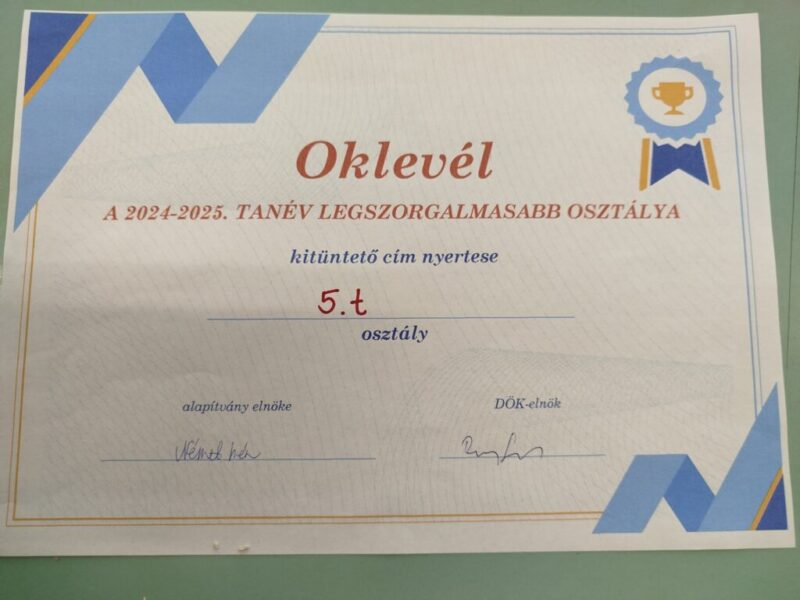 Oklevél
A 2024-2025. TANÉV LEGSZORGALMASABB OSZTÁLYA
kitüntető cím nyertese
5.t
osztály
alapítvány elnöke
DÖK-elnök